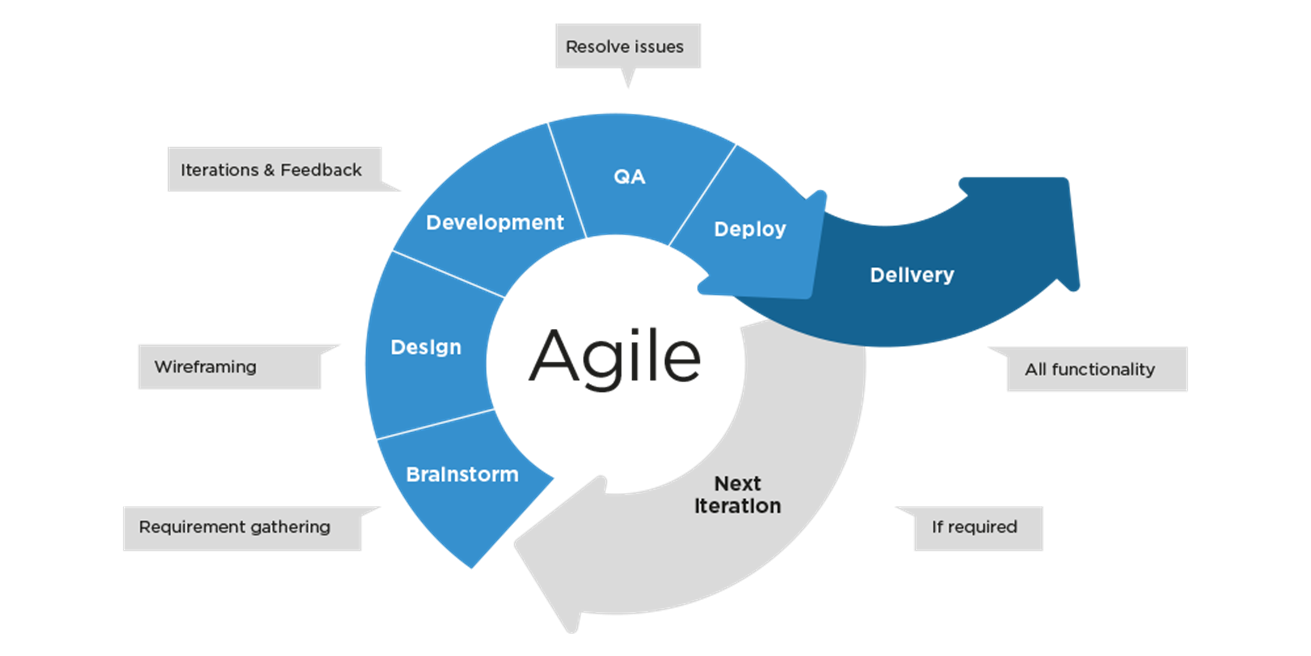 Resolve issues
Iterations & Feedback
QA
Development
Deploy
Delivery
Design
Agile
Wireframing
All functionality
Brainstorm
Next
Iteration
Requirement gathering
If required